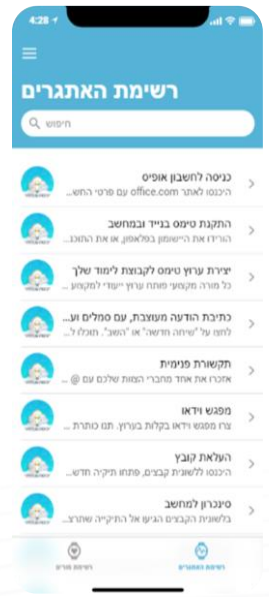 4:28
רשימת האתגרים
חיפוש
כניסה לחשבון אופיס
היכנסו לאתר office.com עם פרטי החש...
התקנת טימס בנייד ובמחשב
הורידו את היישומון בפלאפון, או את התוכנ...
יצירת ערוץ טימס לקבוצת לימוד שלך
כל מורה מקצועי פותח ערוץ ייעודי למקצוע ...
כתיבת הודעה מעוצבת, עם סמלים וע...
לחצו על "שיחה חדשה" או "השב". תוכלו ל...
תקשורת פנימית
אזכרו את אחד מחברי הצוות שלכם עם @ ...
מפגש וידאו
צרו מפגש וידאו בקלות בערוץ. תנו כותרת ...
העלאת קובץ
היכנסו ללשונית קבצים, פתחו תיקיה חדש...
סינכרון למחשב
בלשונית הקבצים הגיעו אל התיקייה שתרצ...
רשימת האתגרים
רשימת מורים